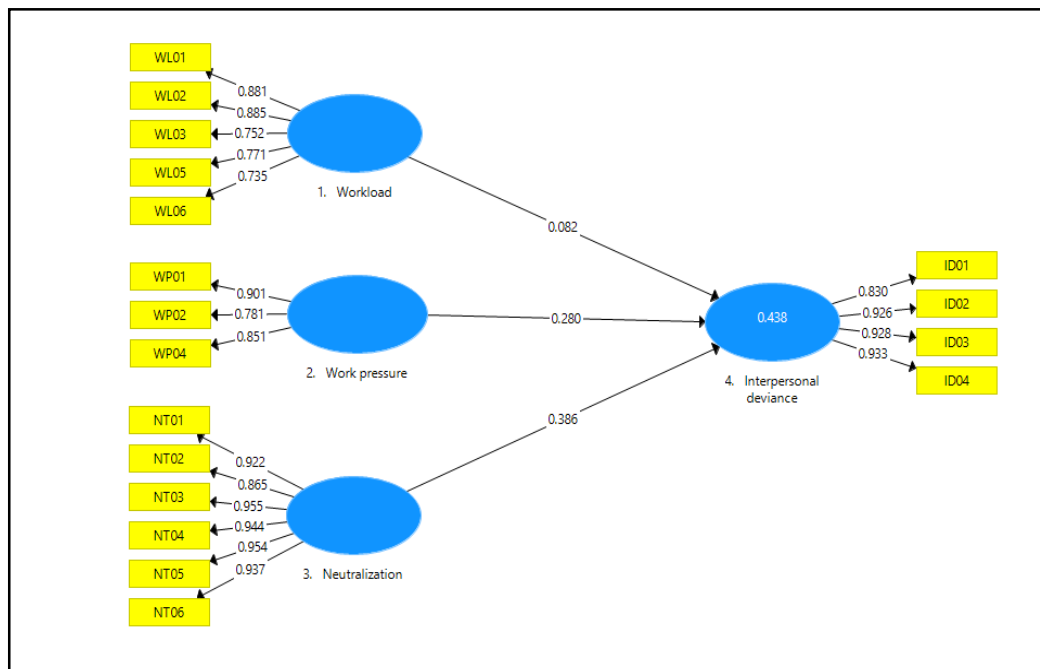 WL01
WL02
WL03
WL05
WL06
0.881
0.885
0.752
0.771
0.735
1. Workload
0.082
WP01
WP02
WP04
0.901
0.781
0.851
2. Work pressure
0.280
NT01
NT02
NT03
NT04
NT05
NT06
0.922
0.865
0.955
0.944
0.954
0.937
3. Neutralization
0.386
0.438
4. Interpersonal
deviance
0.830
0.926
0.928
0.933
ID01
ID02
ID03
ID04